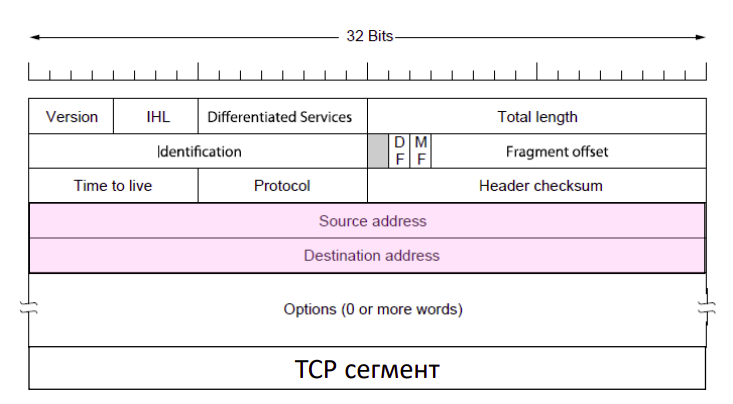 32 Bits
Version IHL Differentiated Services Total length
Identification D F M F Fragment offset
Time to live Protocol Header checksum
Source address
Destination address
Options (0 or more words)
TCP сегмент